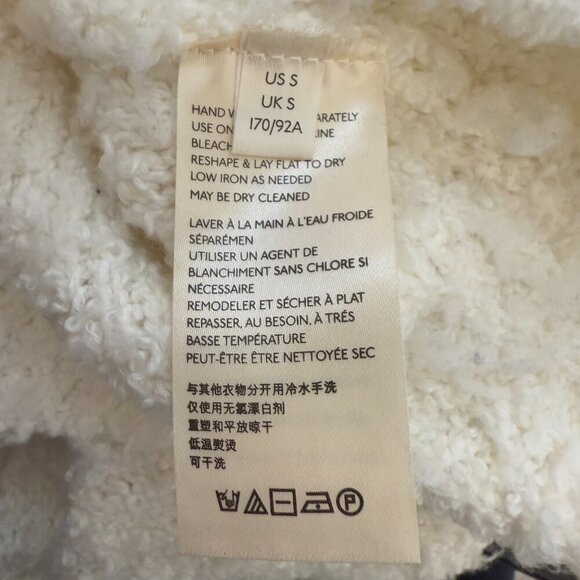 US S
UK S
170/92A
HAND W ARATELY
USE ON INE
BLEACH
RESHAPE & LAY FLAT TO DRY
LOW IRON AS NEEDED
MAY BE DRY CLEANED
LAVER À LA MAIN À L'EAU FROIDE
SÉPARÉMEN
UTILISER UN AGENT DE
BLANCHIMENT SANS CHLORE SI
NÉCESSAIRE
REMODELER ET SÉCHER À PLAT
REPASSER, AU BESOIN, À TRÉS
BASSE TEMPÉRATURE
PEUT-ÊTRE ÊTRE NETTOYÉE SEC
与其他衣物分开用冷水手洗
仅使用无氯漂白剂
重塑和平放晾干
低温熨烫
可干洗
P